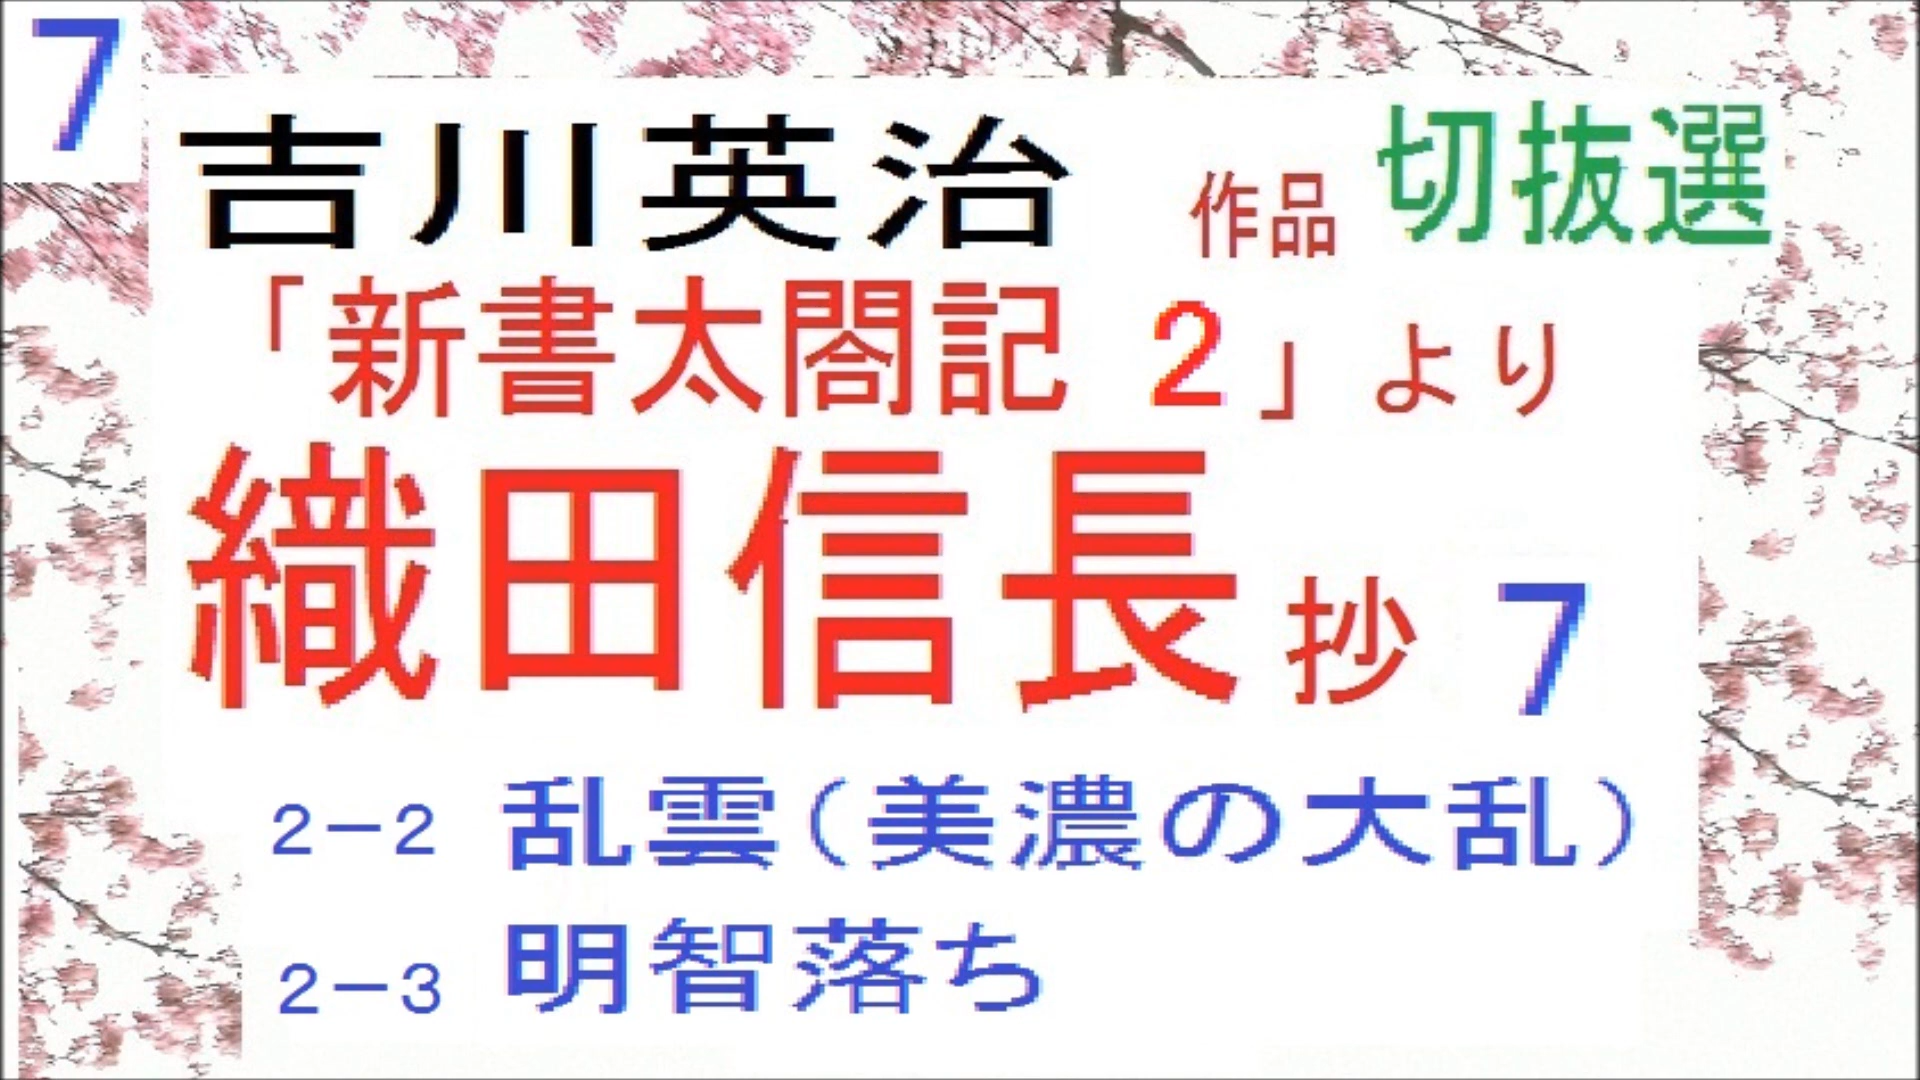 7
吉川英治 作品 切抜選
「新書太閤記 2」より
織田信長 抄 7
2－2 乱雲(美濃の大乱)
2－3 明智落ち